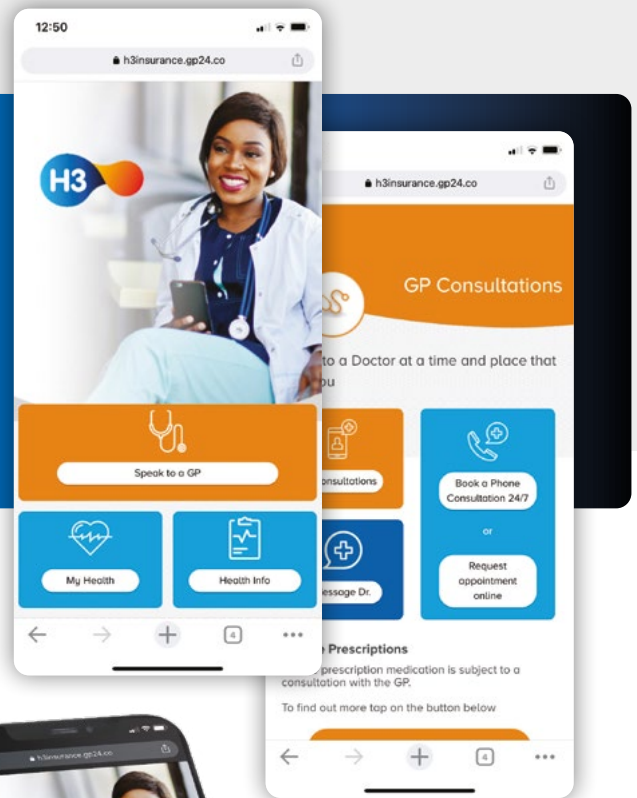 12:50
h3insurance.gp24.co
H3
Speak to a GP
My Health
Health Info
4
h3insurance.gp24.co
GP Consultations
to a Doctor at a time and place that
ou
onsultations
Book a Phone
Consultation 24/7
or
Request
appointment
online
essage Dr.
Prescriptions
prescription medication is subject to a
consultation with the GP.
To find out more tap on the button below
4
h3insurance.gp24.co